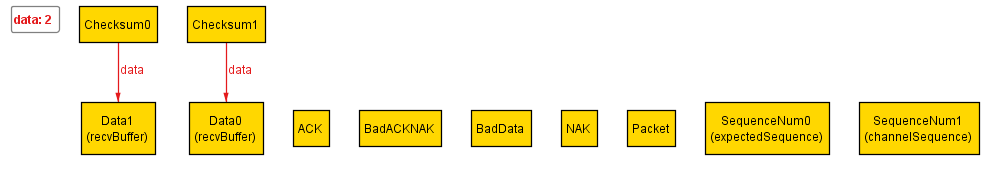 data: 2
Checksum0
Checksum1
data
data
Data1
(recvBuffer)
Data0
(recvBuffer)
ACK
BadACKNAK
BadData
NAK
Packet
SequenceNum0
(expectedSequence)
SequenceNum1
(channelSequence)